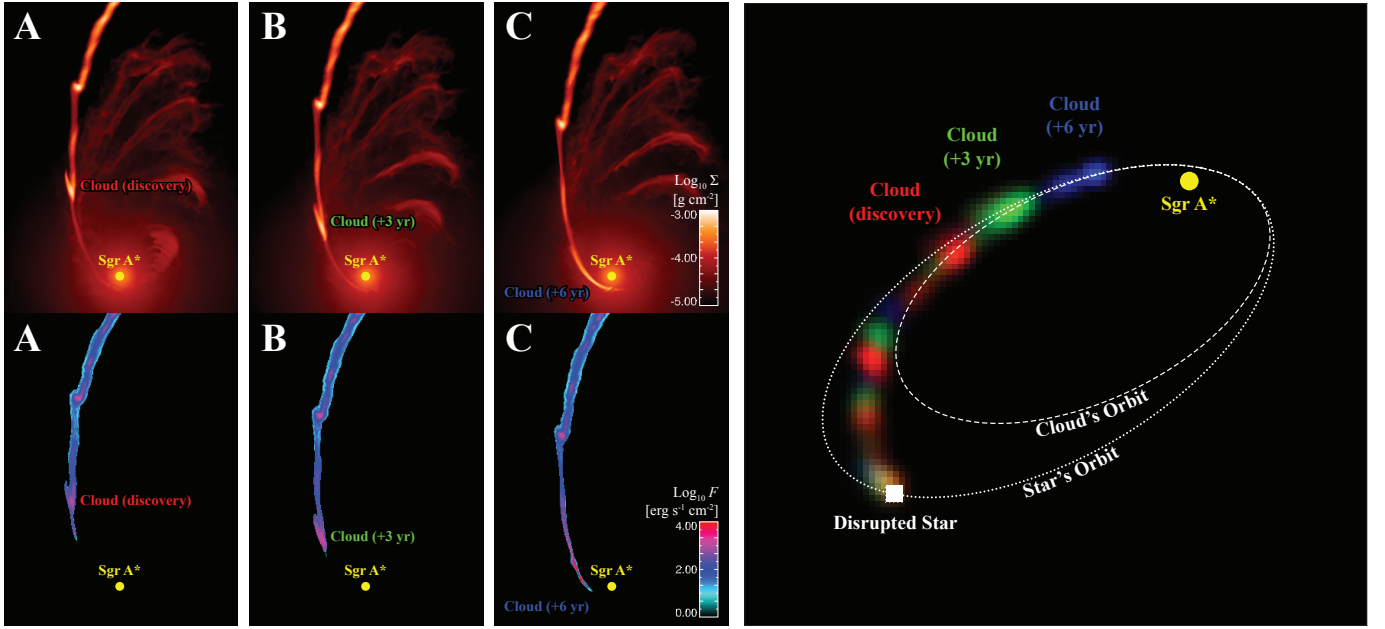 A
Cloud (discovery)
Sgr A*
B
Cloud (+3 yr)
Sgr A*
C
Log₁₀ Σ
[g cm⁻²]
-3.00
-4.00
-5.00
Sgr A*
Cloud (+6 yr)
A
Cloud (discovery)
Sgr A*
B
Cloud (+3 yr)
Sgr A*
C
Log₁₀ F
[erg s⁻¹ cm⁻²]
4.00
2.00
0.00
Sgr A*
Cloud (+6 yr)
Cloud
(+6 yr)
Cloud
(+3 yr)
Cloud
(discovery)
Sgr A*
Cloud's Orbit
Star's Orbit
Disrupted Star